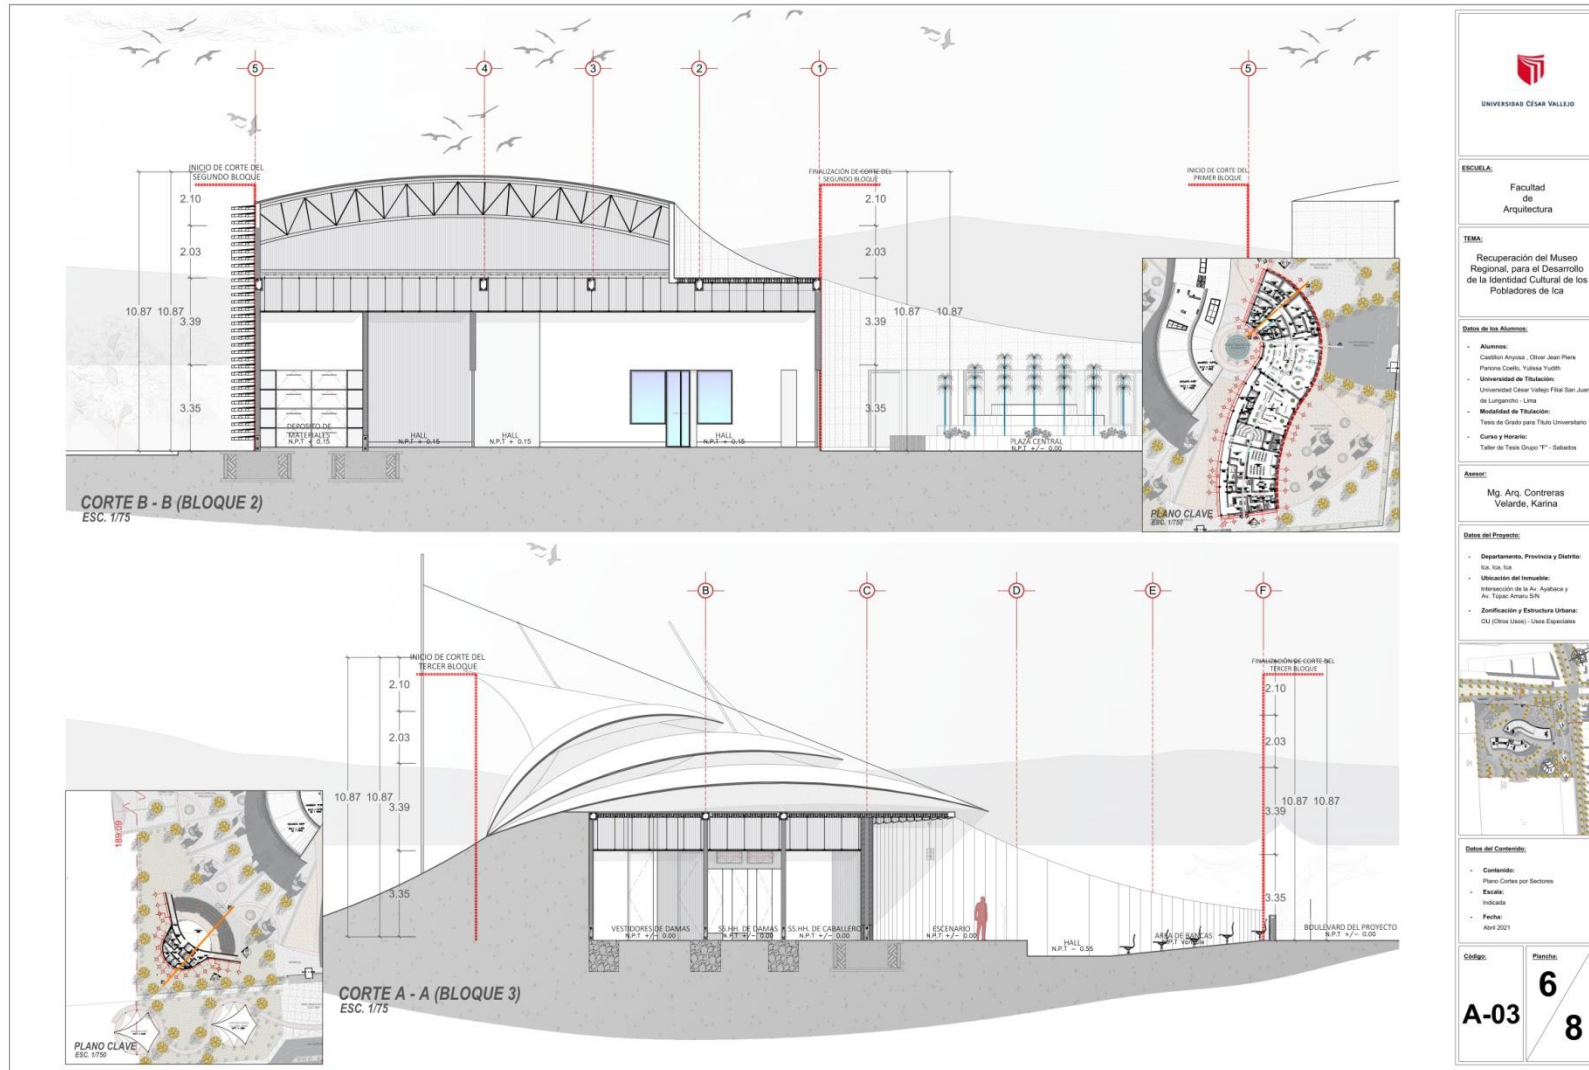 5
4
3
2
1
5
INICIO DE CORTE DEL
SEGUNDO BLOQUE
FINALIZACIÓN DE CORTE DEL
SEGUNDO BLOQUE
INICIO DE CORTE DEL
PRIMER BLOQUE
2.10
2.03
3.39
3.35
10.87
10.87
2.10
2.03
3.39
3.35
10.87
10.87
DEPOSITO DE
MATERIALES
N.P.T + 0.15
HALL
N.P.T + 0.15
HALL
N.P.T + 0.15
HALL
N.P.T + 0.15
PLAZA CENTRAL
N.P.T +/- 0.00
CORTE B - B (BLOQUE 2)
ESC. 1/75
PLANO CLAVE
ESC. 1/750
B
C
D
E
F
INICIO DE CORTE DEL
TERCER BLOQUE
FINALIZACIÓN DE CORTE DEL
TERCER BLOQUE
2.10
2.03
3.39
3.35
10.87
10.87
2.10
2.03
3.39
3.35
10.87
10.87
VESTIDORES DE DAMAS
N.P.T +/- 0.00
SS.HH. DE DAMAS
N.P.T +/- 0.00
SS.HH. DE CABALLERO
N.P.T +/- 0.00
ESCENARIO
N.P.T +/- 0.00
HALL
N.P.T - 0.55
AREA DE BANCAS
N.P.T Variable
BOULEVARD DEL PROYECTO
N.P.T +/- 0.00
CORTE A - A (BLOQUE 3)
ESC. 1/75
189.09
PLANO CLAVE
ESC. 1/750
UNIVERSIDAD CÉSAR VALLEJO
ESCUELA:
Facultad
de
Arquitectura
TEMA:
Recuperación del Museo
Regional, para el Desarrollo
de la Identidad Cultural de los
Pobladores de Ica
Datos de los Alumnos:
- Alumnos:
Castillon Anyosa , Oliver Jean Piere
Pariona Coello, Yulissa Yudith
- Universidad de Titulación:
Universidad César Vallejo Filial San Juan
de Lurigancho - Lima
- Modalidad de Titulación:
Tesis de Grado para Título Universitario
- Curso y Horario:
Taller de Tesis Grupo "F" - Sabados
Asesor:
Mg. Arq. Contreras
Velarde, Karina
Datos del Proyecto:
- Departamento, Provincia y Distrito:
Ica, Ica, Ica
- Ubicación del Inmueble:
Intersección de la Av. Ayabaca y
Av. Túpac Amaru S/N
- Zonificación y Estructura Urbana:
OU (Otros Usos) - Usos Especiales
Datos del Contenido:
- Contenido:
Plano Cortes por Sectores
- Escala:
Indicada
- Fecha:
Abril 2021
Código:
A-03
Plancha:
6
8